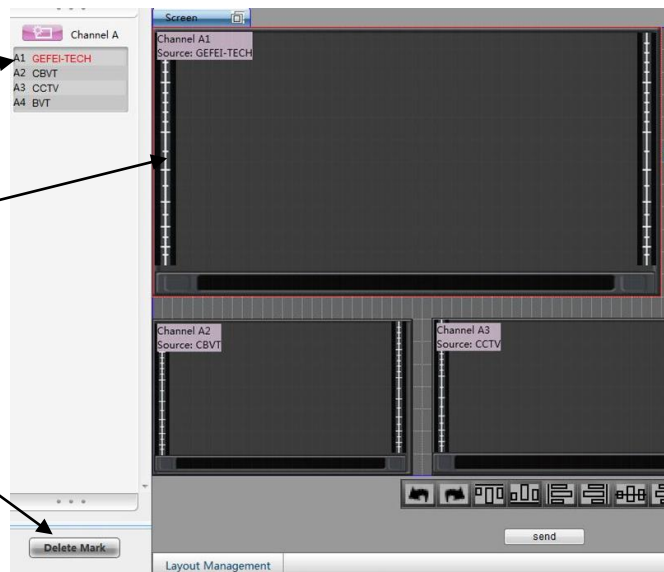 Channel A
A1 GEFEI-TECH
A2 CBVT
A3 CCTV
A4 BVT
Screen
Channel A1
Source: GEFEI-TECH
Channel A2
Source: CBVT
Channel A3
Source: CCTV
send
Delete Mark
Layout Management